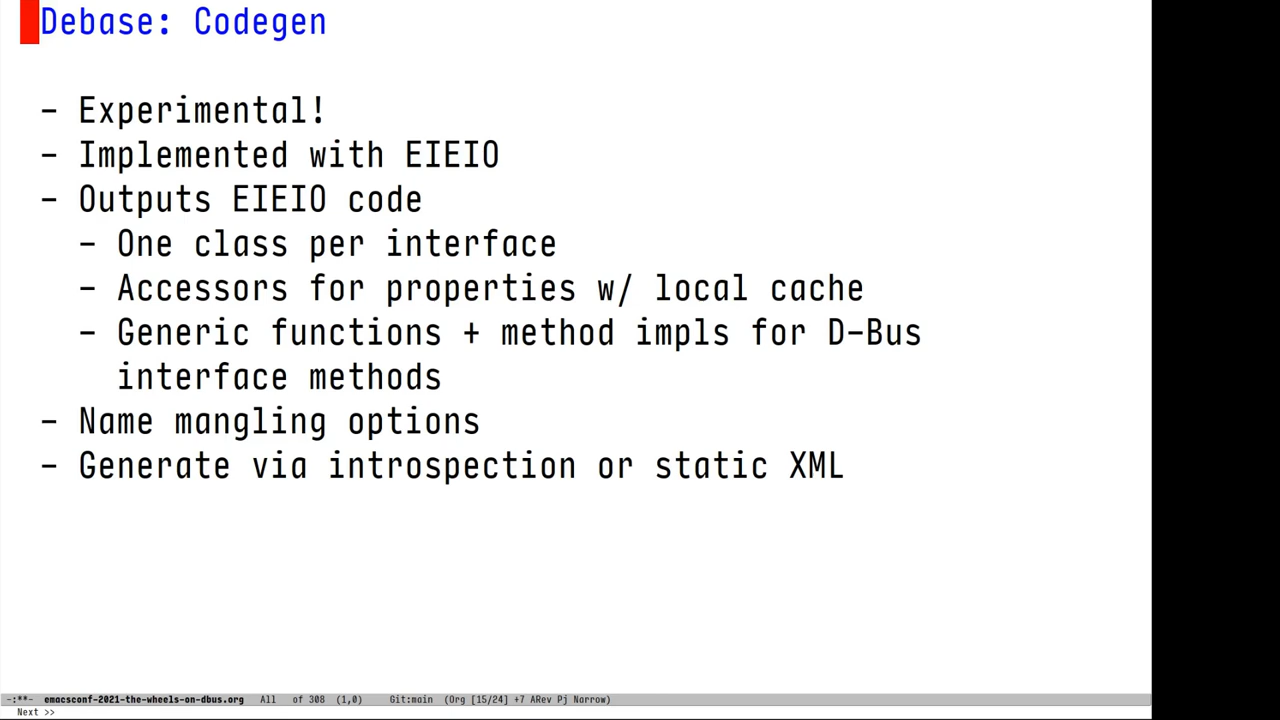 Debase: Codegen
- Experimental!
- Implemented with EIEIO
- Outputs EIEIO code
- One class per interface
- Accessors for properties w/ local cache
- Generic functions + method impls for D-Bus
interface methods
- Name mangling options
- Generate via introspection or static XML
-:**- emacsconf-2021-the-wheels-on-dbus.org All of 308 (1,0) Git:main (Org [15/24] +7 ARev Pj Narrow)
Next >>